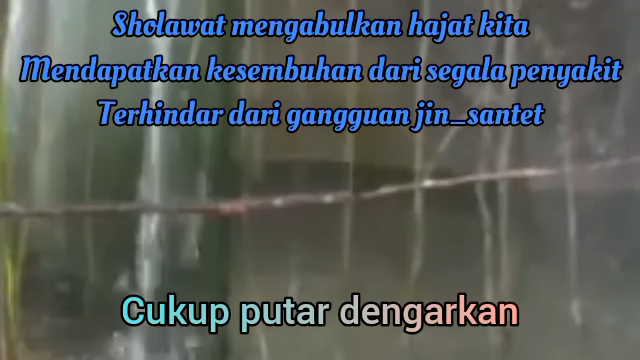 Sholawat mengabulkan hajat kita
Mendapatkan kesembuhan dari segala penyakit
Terhindar dari gangguan jin_santet
Cukup putar dengarkan